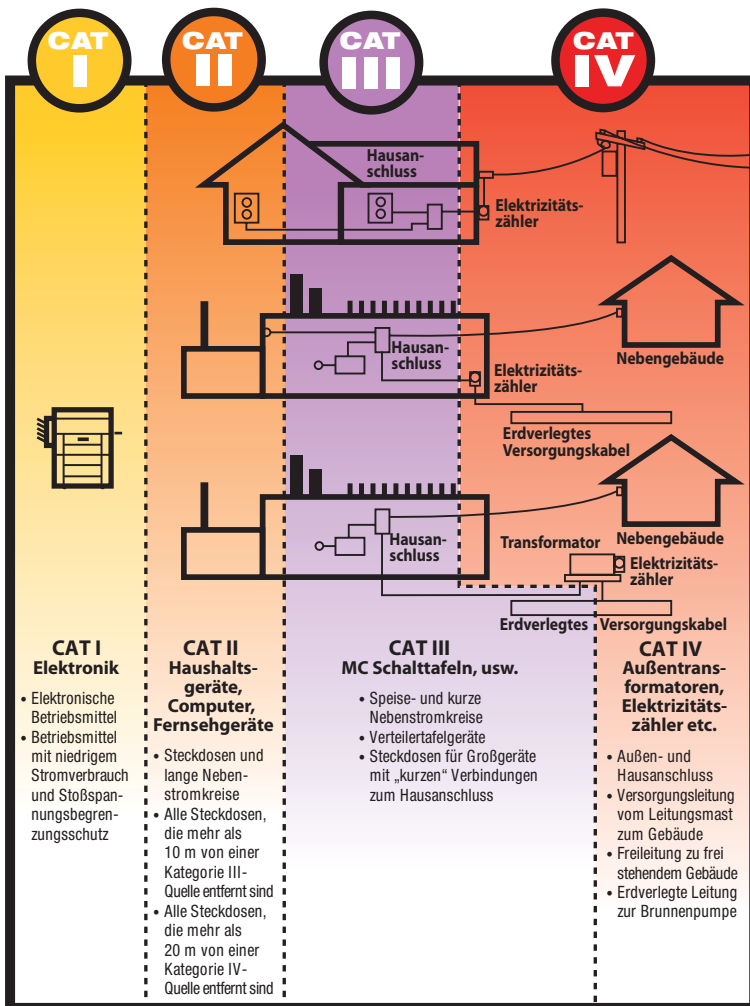 CAT
I
CAT
II
CAT
III
CAT
IV
Hausan-
schluss
Elektrizitäts-
zähler
Hausan-
schluss
Elektrizitäts-
zähler
Nebengebäude
Erdverlegtes
Versorgungskabel
Hausan-
schluss
Transformator
Nebengebäude
Elektrizitäts-
zähler
Erdverlegtes Versorgungskabel
CAT I
Elektronik
• Elektronische
Betriebsmittel
• Betriebsmittel
mit niedrigem
Stromverbrauch
und Stoßspan-
nungsbegren-
zungsschutz
CAT II
Haushalts-
geräte,
Computer,
Fernsehgeräte
• Steckdosen und
lange Neben-
stromkreise
• Alle Steckdosen,
die mehr als
10 m von einer
Kategorie III-
Quelle entfernt sind
• Alle Steckdosen,
die mehr als
20 m von einer
Kategorie IV-
Quelle entfernt sind
CAT III
MC Schalttafeln, usw.
• Speise- und kurze
Nebenstromkreise
• Verteilertafelgeräte
• Steckdosen für Großgeräte
mit „kurzen“ Verbindungen
zum Hausanschluss
CAT IV
Außentrans-
formatoren,
Elektrizitäts-
zähler etc.
• Außen- und
Hausanschluss
• Versorgungsleitung
vom Leitungsmast
zum Gebäude
• Freileitung zu frei
stehendem Gebäude
• Erdverlegte Leitung
zur Brunnenpumpe